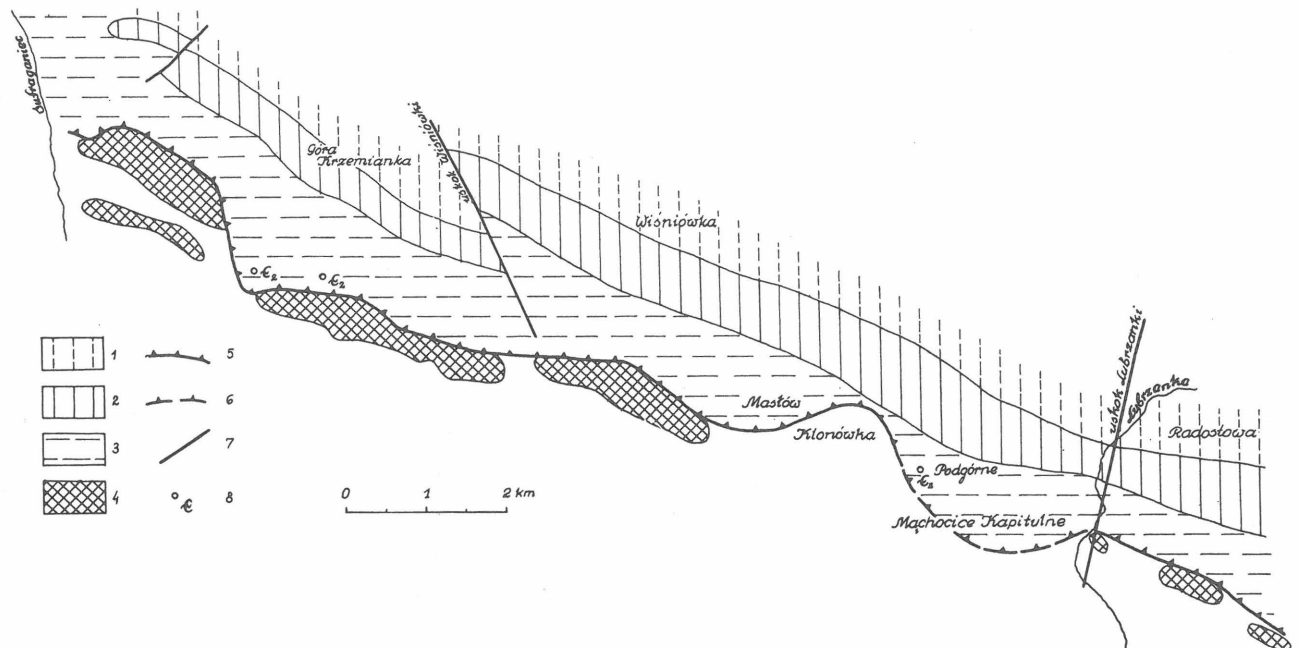 Sufraganiec
Góra
Krzemianka
uskok Wiśniówki
Wiśniówka
Є₂
Є₂
Masłów
Klonówka
Podgórne
Є₂
Mąchocice Kapitulne
uskok Lubrzanki
Lubrzanka
Radostowa
1
5
2
6
3
7
4
Є
8
0 1 2 km